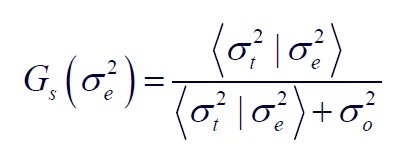 G_s(σ_e^2) = ⟨σ_t^2 | σ_e^2⟩ / (⟨σ_t^2 | σ_e^2⟩ + σ_o^2)